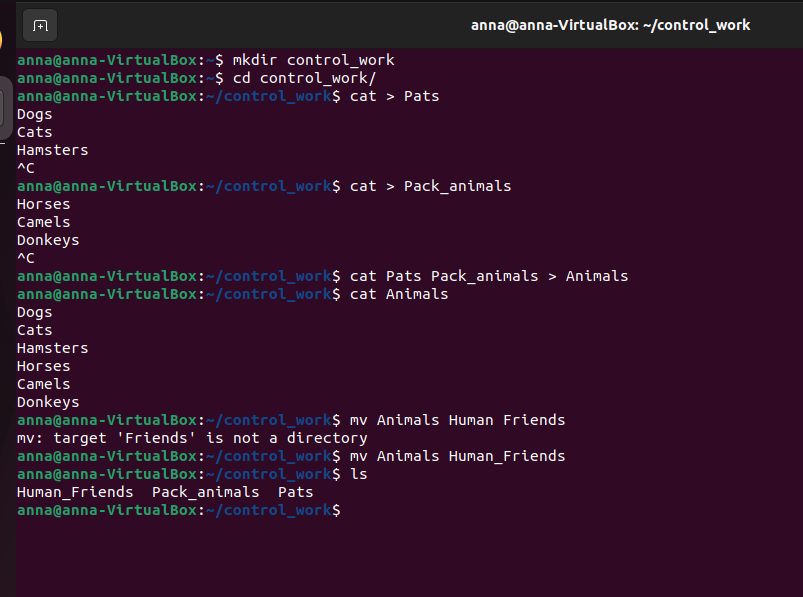 anna@anna-VirtualBox: ~/control_work
anna@anna-VirtualBox:~$ mkdir control_work
anna@anna-VirtualBox:~$ cd control_work/
anna@anna-VirtualBox:~/control_work$ cat > Pats
Dogs
Cats
Hamsters
^C
anna@anna-VirtualBox:~/control_work$ cat > Pack_animals
Horses
Camels
Donkeys
^C
anna@anna-VirtualBox:~/control_work$ cat Pats Pack_animals > Animals
anna@anna-VirtualBox:~/control_work$ cat Animals
Dogs
Cats
Hamsters
Horses
Camels
Donkeys
anna@anna-VirtualBox:~/control_work$ mv Animals Human Friends
mv: target 'Friends' is not a directory
anna@anna-VirtualBox:~/control_work$ mv Animals Human_Friends
anna@anna-VirtualBox:~/control_work$ ls
Human_Friends  Pack_animals  Pats
anna@anna-VirtualBox:~/control_work$